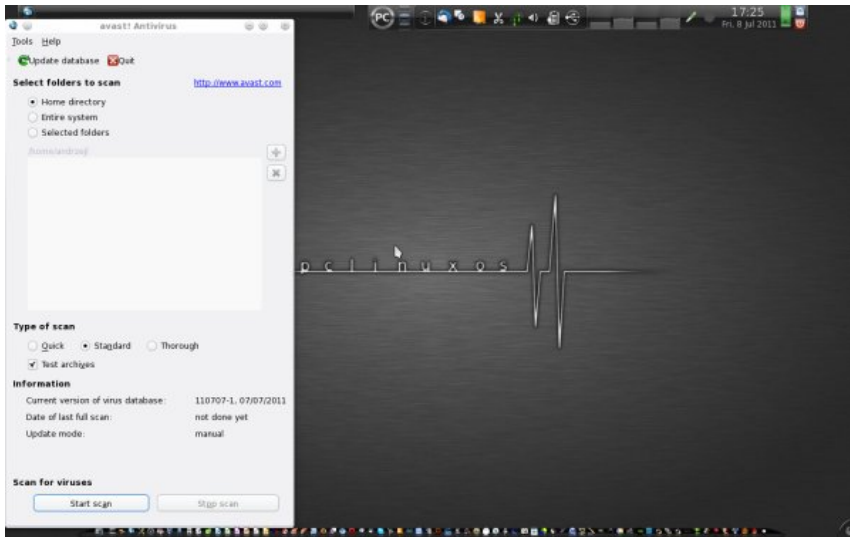 avast! Antivirus
Tools Help
Update database Quit
Select folders to scan http://www.avast.com
Home directory
Entire system
Selected folders
/home/andrzej
Type of scan
Quick Standard Thorough
Test archives
Information
Current version of virus database: 110707-1, 07/07/2011
Date of last full scan: not done yet
Update mode: manual
Scan for viruses
Start scan Stop scan
PC
17:25
Fri, 8 Jul 2011
pclinuxos